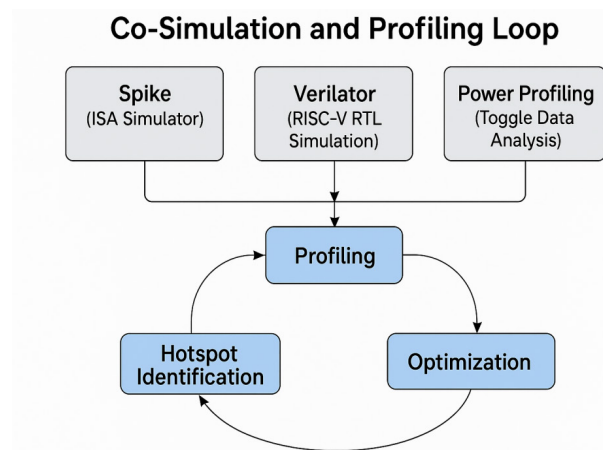 Co-Simulation and Profiling Loop
Spike
(ISA Simulator)
Verilator
(RISC-V RTL
Simulation)
Power Profiling
(Toggle Data
Analysis)
Profiling
Hotspot
Identification
Optimization